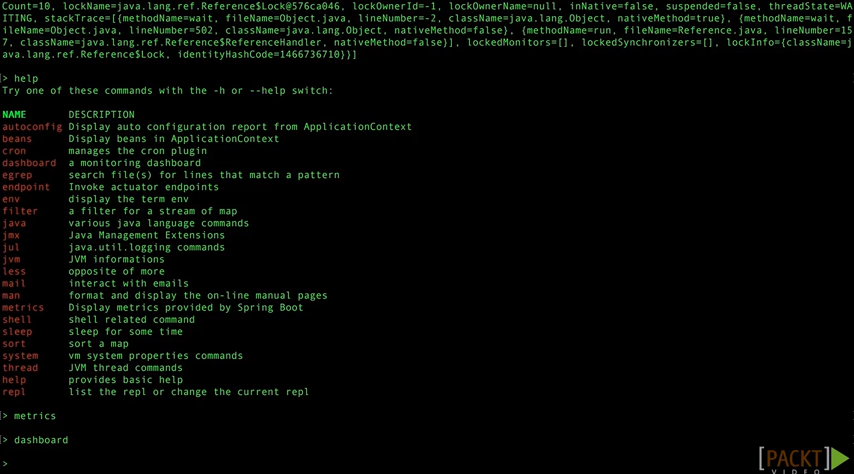 Count=10, lockName=java.lang.ref.Reference$Lock@576ca046, lockOwnerId=-1, lockOwnerName=null, inNative=false, suspended=false, threadState=WA
ITING, stackTrace=[{methodName=wait, fileName=Object.java, lineNumber=-2, className=java.lang.Object, nativeMethod=true}, {methodName=wait, f
ileName=Object.java, lineNumber=502, className=java.lang.Object, nativeMethod=false}, {methodName=run, fileName=Reference.java, lineNumber=15
7, className=java.lang.ref.Reference$ReferenceHandler, nativeMethod=false}], lockedMonitors=[], lockedSynchronizers=[], lockInfo={className=j
ava.lang.ref.Reference$Lock, identityHashCode=1466736710}}]
> help
Try one of these commands with the -h or --help switch:
NAME DESCRIPTION
autoconfig Display auto configuration report from ApplicationContext
beans Display beans in ApplicationContext
cron manages the cron plugin
dashboard a monitoring dashboard
egrep search file(s) for lines that match a pattern
endpoint Invoke actuator endpoints
env display the term env
filter a filter for a stream of map
java various java language commands
jmx Java Management Extensions
jul java.util.logging commands
jvm JVM informations
less opposite of more
mail interact with emails
man format and display the on-line manual pages
metrics Display metrics provided by Spring Boot
shell shell related command
sleep sleep for some time
sort sort a map
system vm system properties commands
thread JVM thread commands
help provides basic help
repl list the repl or change the current repl
> metrics
> dashboard
>
[PACKT]
VIDEO